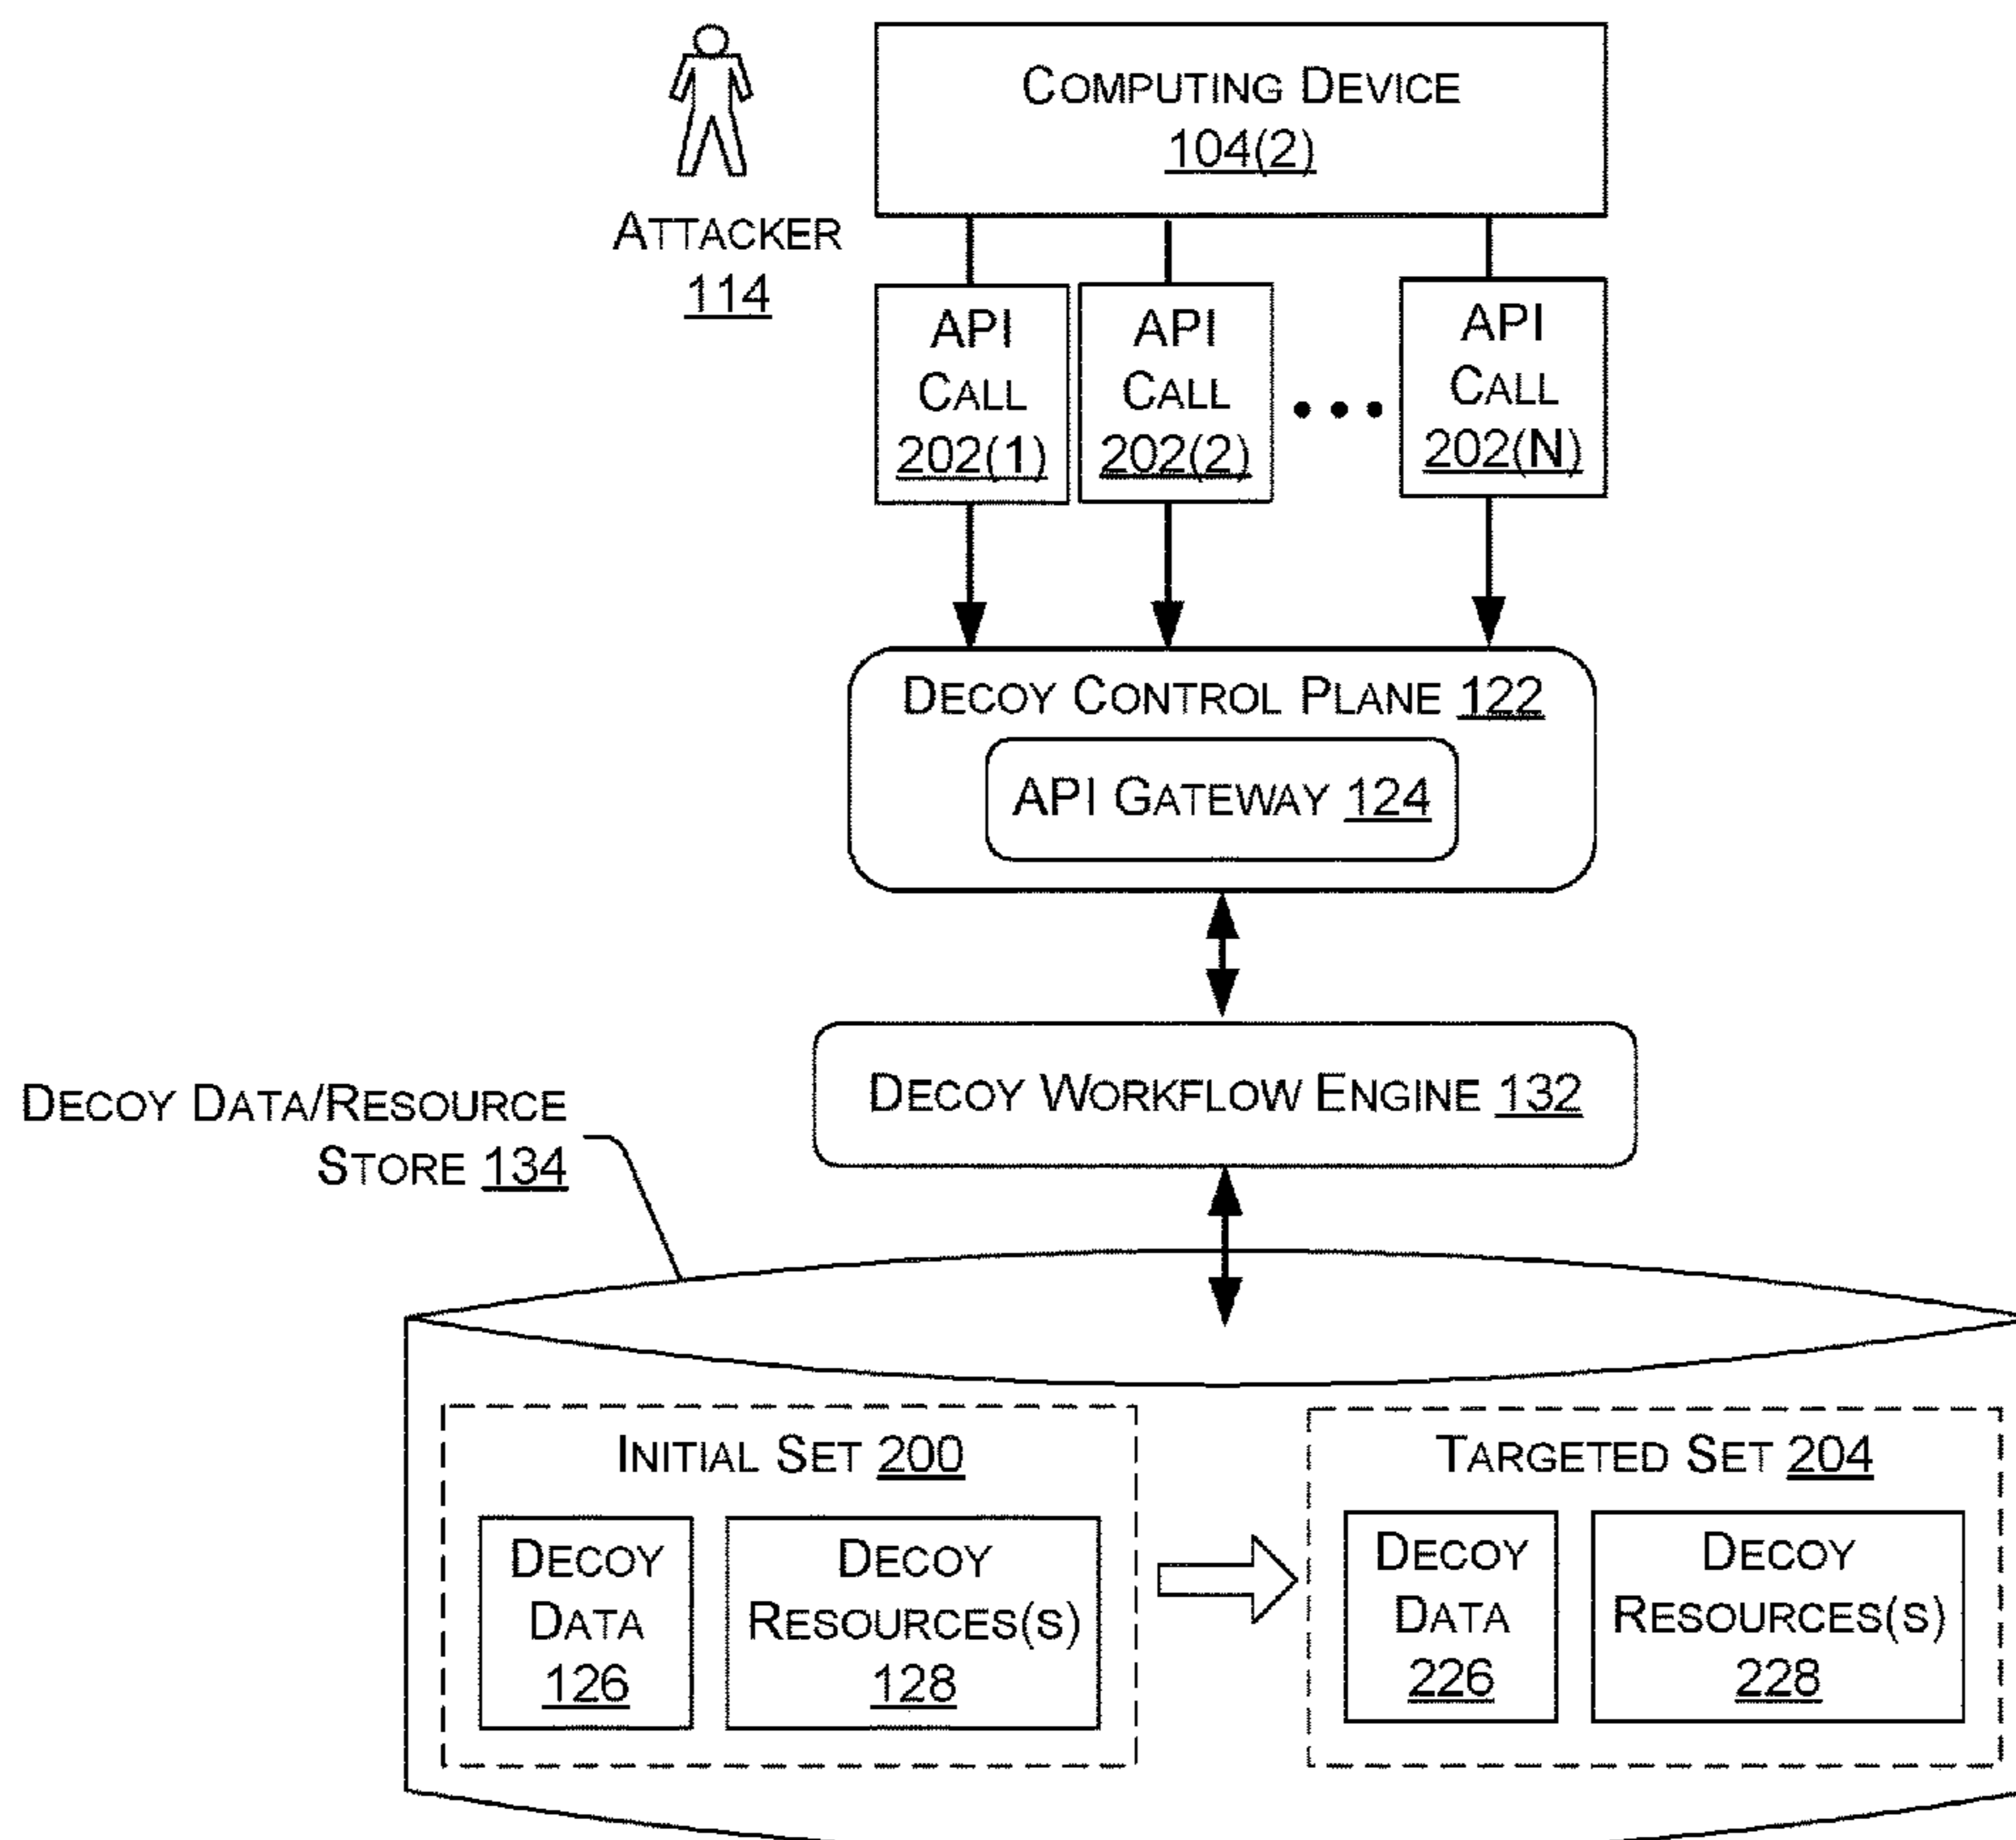 COMPUTING DEVICE
104(2)
ATTACKER
114
API
CALL
202(1)
API
CALL
202(2)
• • •
API
CALL
202(N)
DECOY CONTROL PLANE 122
API GATEWAY 124
DECOY WORKFLOW ENGINE 132
DECOY DATA/RESOURCE
STORE 134
INITIAL SET 200
DECOY
DATA
126
DECOY
RESOURCES(S)
128
TARGETED SET 204
DECOY
DATA
226
DECOY
RESOURCES(S)
228